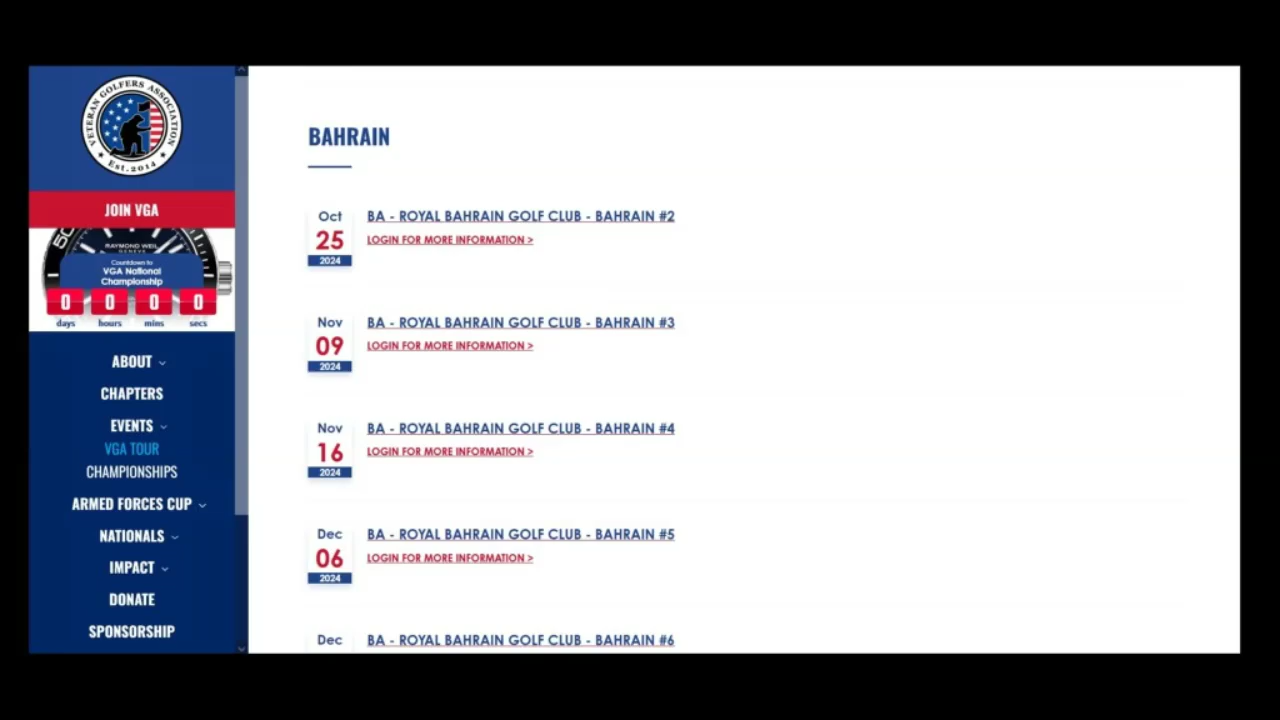 VETERAN GOLFERS ASSOCIATION
Est. 2014
JOIN VGA
50
RAYMOND WEIL
GENEVE
Countdown to
VGA National
Championship
0 0 0 0
days hours mins secs
ABOUT
CHAPTERS
EVENTS
VGA TOUR
CHAMPIONSHIPS
ARMED FORCES CUP
NATIONALS
IMPACT
DONATE
SPONSORSHIP
BAHRAIN
Oct
25
2024
BA - ROYAL BAHRAIN GOLF CLUB - BAHRAIN #2
LOGIN FOR MORE INFORMATION >
Nov
09
2024
BA - ROYAL BAHRAIN GOLF CLUB - BAHRAIN #3
LOGIN FOR MORE INFORMATION >
Nov
16
2024
BA - ROYAL BAHRAIN GOLF CLUB - BAHRAIN #4
LOGIN FOR MORE INFORMATION >
Dec
06
2024
BA - ROYAL BAHRAIN GOLF CLUB - BAHRAIN #5
LOGIN FOR MORE INFORMATION >
Dec
BA - ROYAL BAHRAIN GOLF CLUB - BAHRAIN #6